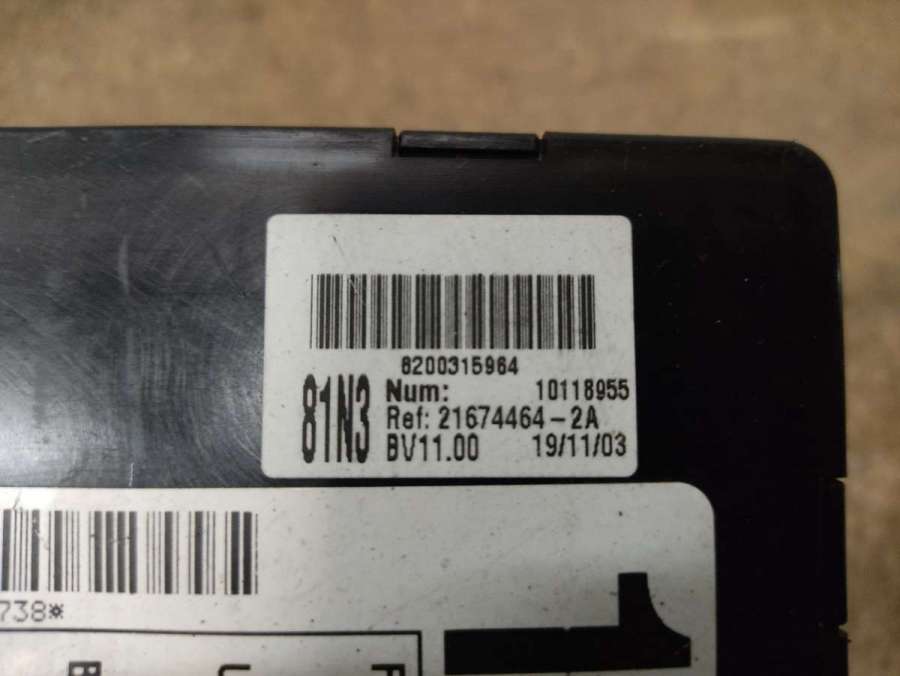 8200315964
81N3
Num: 10118955
Ref: 21674464-2A
BV11.00 19/11/03
738*
B U F